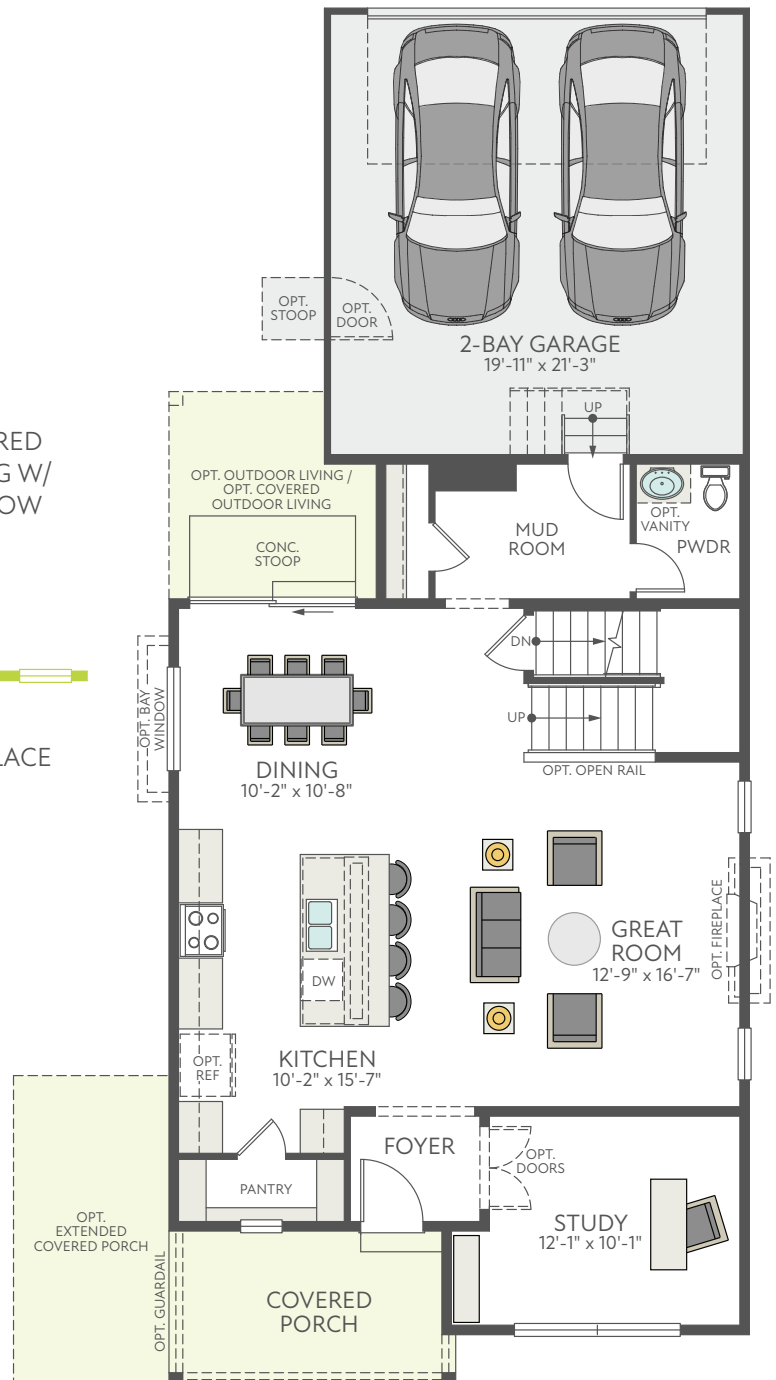 OPT.
STOOP
OPT.
DOOR
2-BAY GARAGE
19'-11" x 21'-3"
UP
RED
G W/
OW
OPT. OUTDOOR LIVING /
OPT. COVERED
OUTDOOR LIVING
CONC.
STOOP
MUD
ROOM
OPT.
VANITY
PWDR
DN
UP
OPT. OPEN RAIL
OPT. BAY
WINDOW
LACE
DINING
10'-2" x 10'-8"
GREAT
ROOM
12'-9" x 16'-7"
OPT. FIREPLACE
DW
KITCHEN
10'-2" x 15'-7"
OPT.
REF
PANTRY
FOYER
OPT.
DOORS
STUDY
12'-1" x 10'-1"
OPT.
EXTENDED
COVERED PORCH
OPT. GUARDAIL
COVERED
PORCH